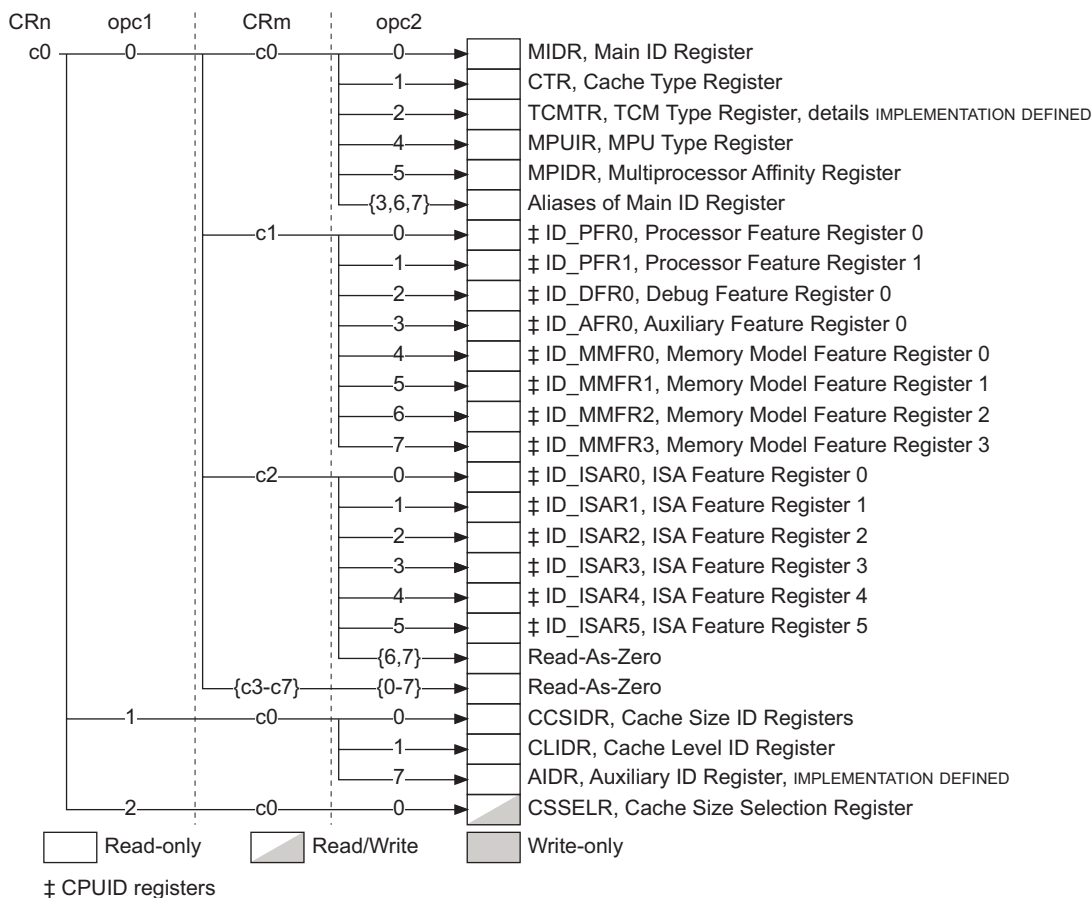 CRn opc1 CRm opc2
c0 0 c0 0 MIDR, Main ID Register
1 CTR, Cache Type Register
2 TCMTR, TCM Type Register, details IMPLEMENTATION DEFINED
4 MPUIR, MPU Type Register
5 MPIDR, Multiprocessor Affinity Register
{3,6,7} Aliases of Main ID Register
c1 0 ‡ ID_PFR0, Processor Feature Register 0
1 ‡ ID_PFR1, Processor Feature Register 1
2 ‡ ID_DFR0, Debug Feature Register 0
3 ‡ ID_AFR0, Auxiliary Feature Register 0
4 ‡ ID_MMFR0, Memory Model Feature Register 0
5 ‡ ID_MMFR1, Memory Model Feature Register 1
6 ‡ ID_MMFR2, Memory Model Feature Register 2
7 ‡ ID_MMFR3, Memory Model Feature Register 3
c2 0 ‡ ID_ISAR0, ISA Feature Register 0
1 ‡ ID_ISAR1, ISA Feature Register 1
2 ‡ ID_ISAR2, ISA Feature Register 2
3 ‡ ID_ISAR3, ISA Feature Register 3
4 ‡ ID_ISAR4, ISA Feature Register 4
5 ‡ ID_ISAR5, ISA Feature Register 5
{6,7} Read-As-Zero
{c3-c7} {0-7} Read-As-Zero
1 c0 0 CCSIDR, Cache Size ID Registers
1 CLIDR, Cache Level ID Register
7 AIDR, Auxiliary ID Register, IMPLEMENTATION DEFINED
2 c0 0 CSSELR, Cache Size Selection Register
Read-only Read/Write Write-only
‡ CPUID registers